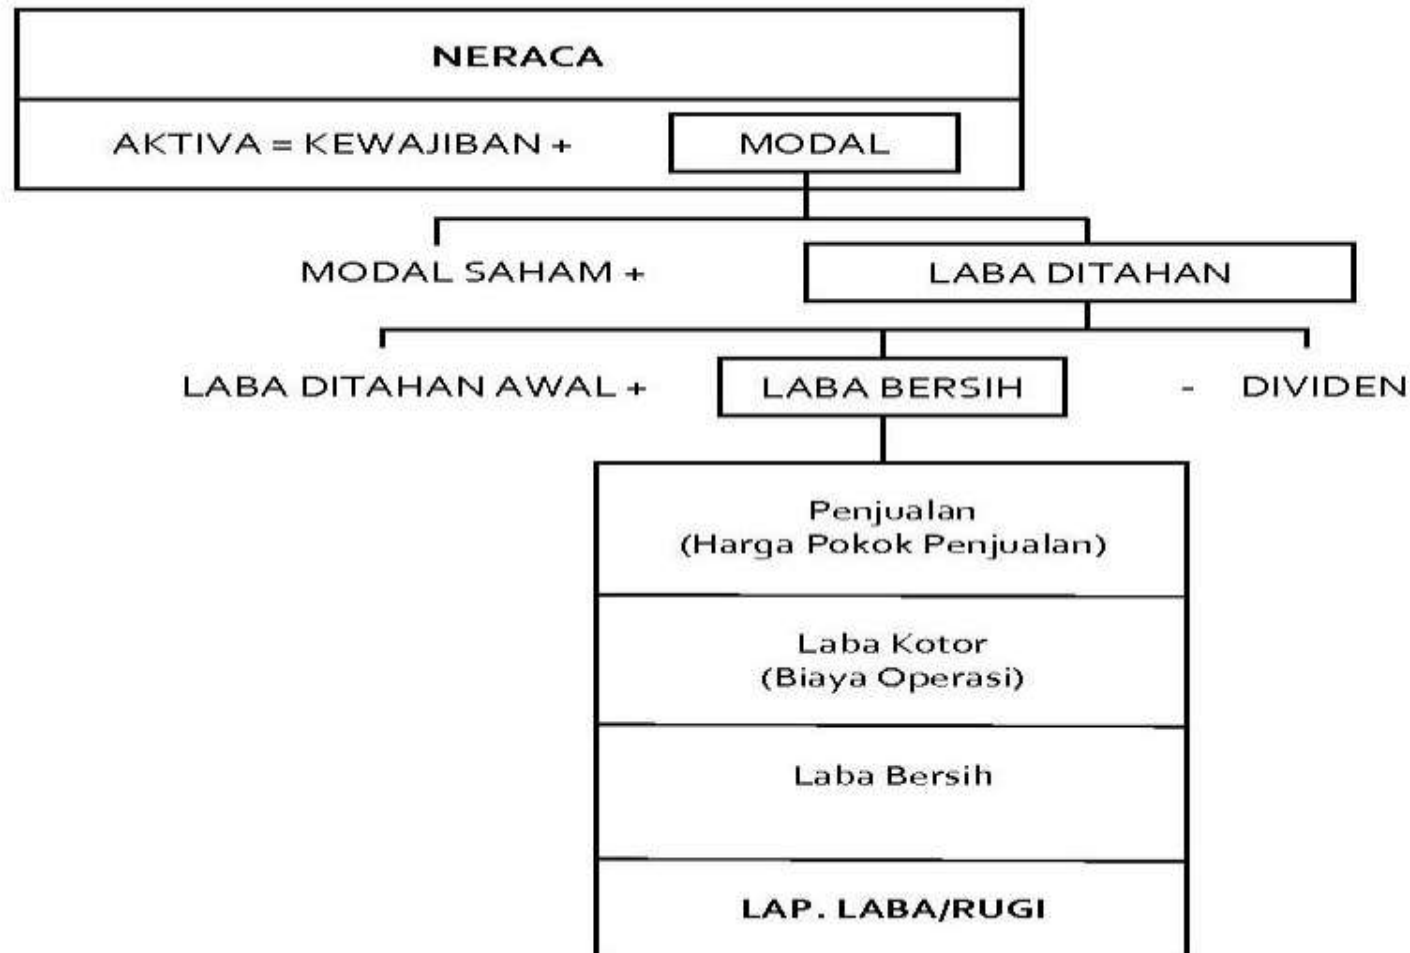 NERACA
AKTIVA = KEWAJIBAN + MODAL
MODAL SAHAM + LABA DITAHAN
LABA DITAHAN AWAL + LABA BERSIH - DIVIDEN
Penjualan
(Harga Pokok Penjualan)
Laba Kotor
(Biaya Operasi)
Laba Bersih
LAP. LABA/RUGI